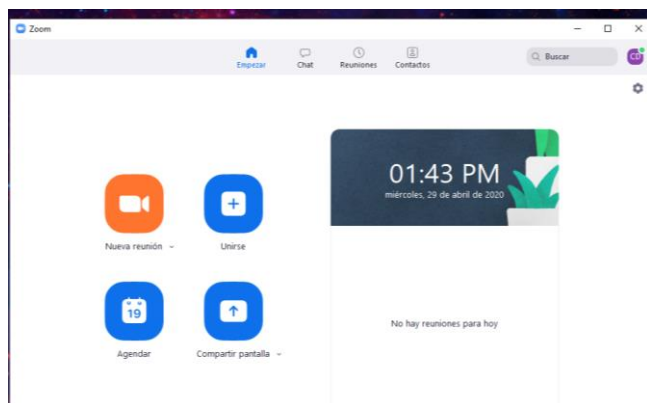 Zoom
Empezar
Chat
Reuniones
Contactos
Buscar
CD
01:43 PM
miércoles, 29 de abril de 2020
Nueva reunión
Unirse
19
Agendar
Compartir pantalla
No hay reuniones para hoy